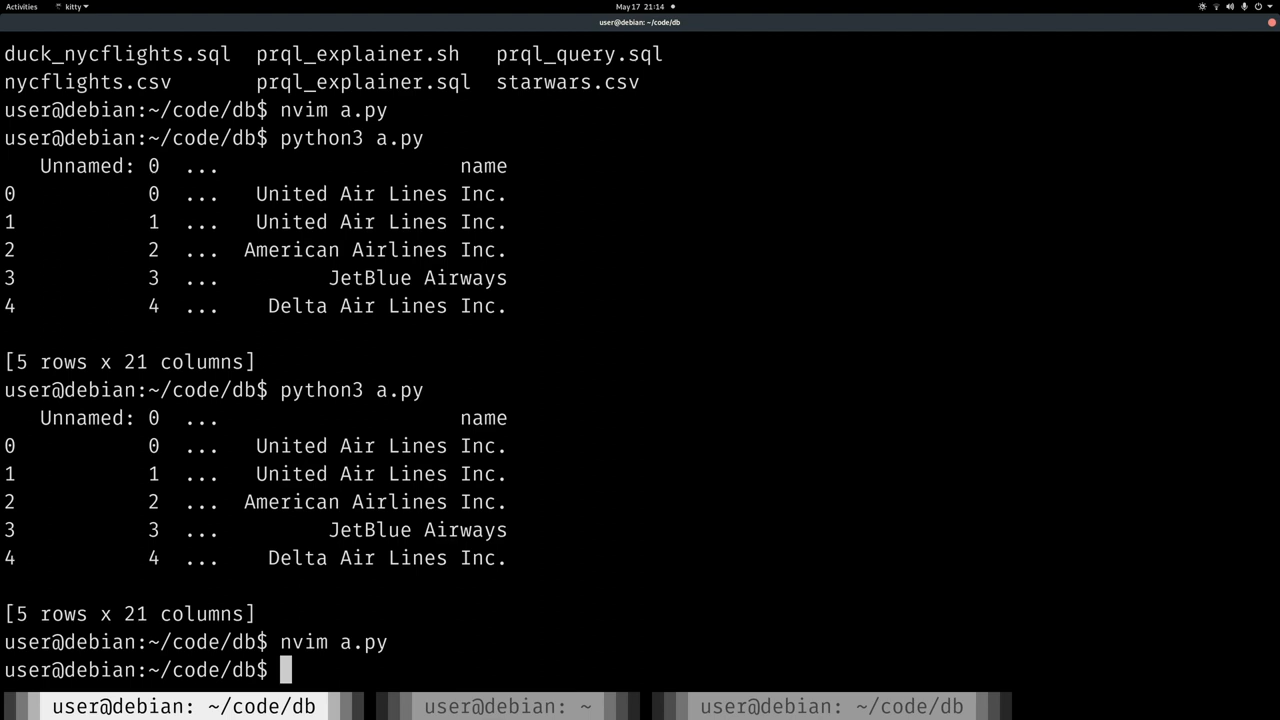 Activities kitty May 17 21:14
user@debian: ~/code/db
duck_nycflights.sql prql_explainer.sh prql_query.sql
nycflights.csv prql_explainer.sql starwars.csv
user@debian:~/code/db$ nvim a.py
user@debian:~/code/db$ python3 a.py
Unnamed: 0 ... name
0 0 ... United Air Lines Inc.
1 1 ... United Air Lines Inc.
2 2 ... American Airlines Inc.
3 3 ... JetBlue Airways
4 4 ... Delta Air Lines Inc.
[5 rows x 21 columns]
user@debian:~/code/db$ python3 a.py
Unnamed: 0 ... name
0 0 ... United Air Lines Inc.
1 1 ... United Air Lines Inc.
2 2 ... American Airlines Inc.
3 3 ... JetBlue Airways
4 4 ... Delta Air Lines Inc.
[5 rows x 21 columns]
user@debian:~/code/db$ nvim a.py
user@debian:~/code/db$
user@debian: ~/code/db user@debian: ~ user@debian: ~/code/db